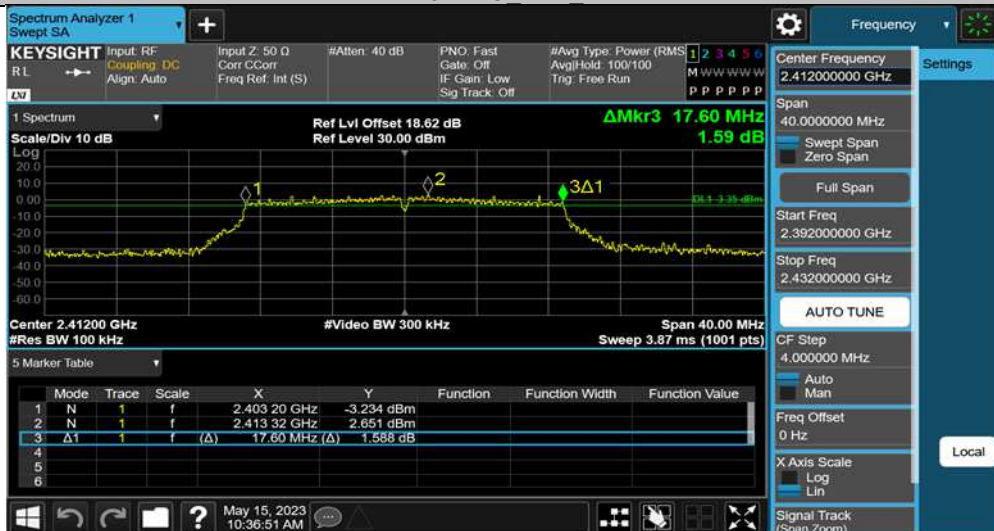 Spectrum Analyzer 1
Swept SA
+
Frequency
KEYSIGHT Input: RF Input Z: 50 Ω #Atten: 40 dB PNO: Fast #Avg Type: Power (RMS 1 2 3 4 5 6
RL Coupling: DC Corr CCorr Gate: Off Avg|Hold: 100/100 M W W W W W
Align: Auto Freq Ref: Int (S) IF Gain: Low Trig: Free Run
LXI Sig Track: Off P P P P P P
1 Spectrum Ref Lvl Offset 18.62 dB ΔMkr3 17.60 MHz
Scale/Div 10 dB Ref Level 30.00 dBm 1.59 dB
Log
20.0
10.0
0.00
-10.0
-20.0
-30.0
-40.0
-50.0
-60.0
1 2 3Δ1
DL1 -3.35 dBm
Center 2.41200 GHz #Video BW 300 kHz Span 40.00 MHz
#Res BW 100 kHz Sweep 3.87 ms (1001 pts)
5 Marker Table
Mode Trace Scale X Y Function Function Width Function Value
1 N 1 f 2.403 20 GHz -3.234 dBm
2 N 1 f 2.413 32 GHz 2.651 dBm
3 Δ1 1 f (Δ) 17.60 MHz (Δ) 1.588 dB
4
5
6
May 15, 2023
10:36:51 AM
?
Center Frequency
2.412000000 GHz
Settings
Span
40.0000000 MHz
Swept Span
Zero Span
Full Span
Start Freq
2.392000000 GHz
Stop Freq
2.432000000 GHz
AUTO TUNE
CF Step
4.000000 MHz
Auto
Man
Freq Offset
0 Hz
Local
X Axis Scale
Log
Lin
Signal Track
(Span Zoom)